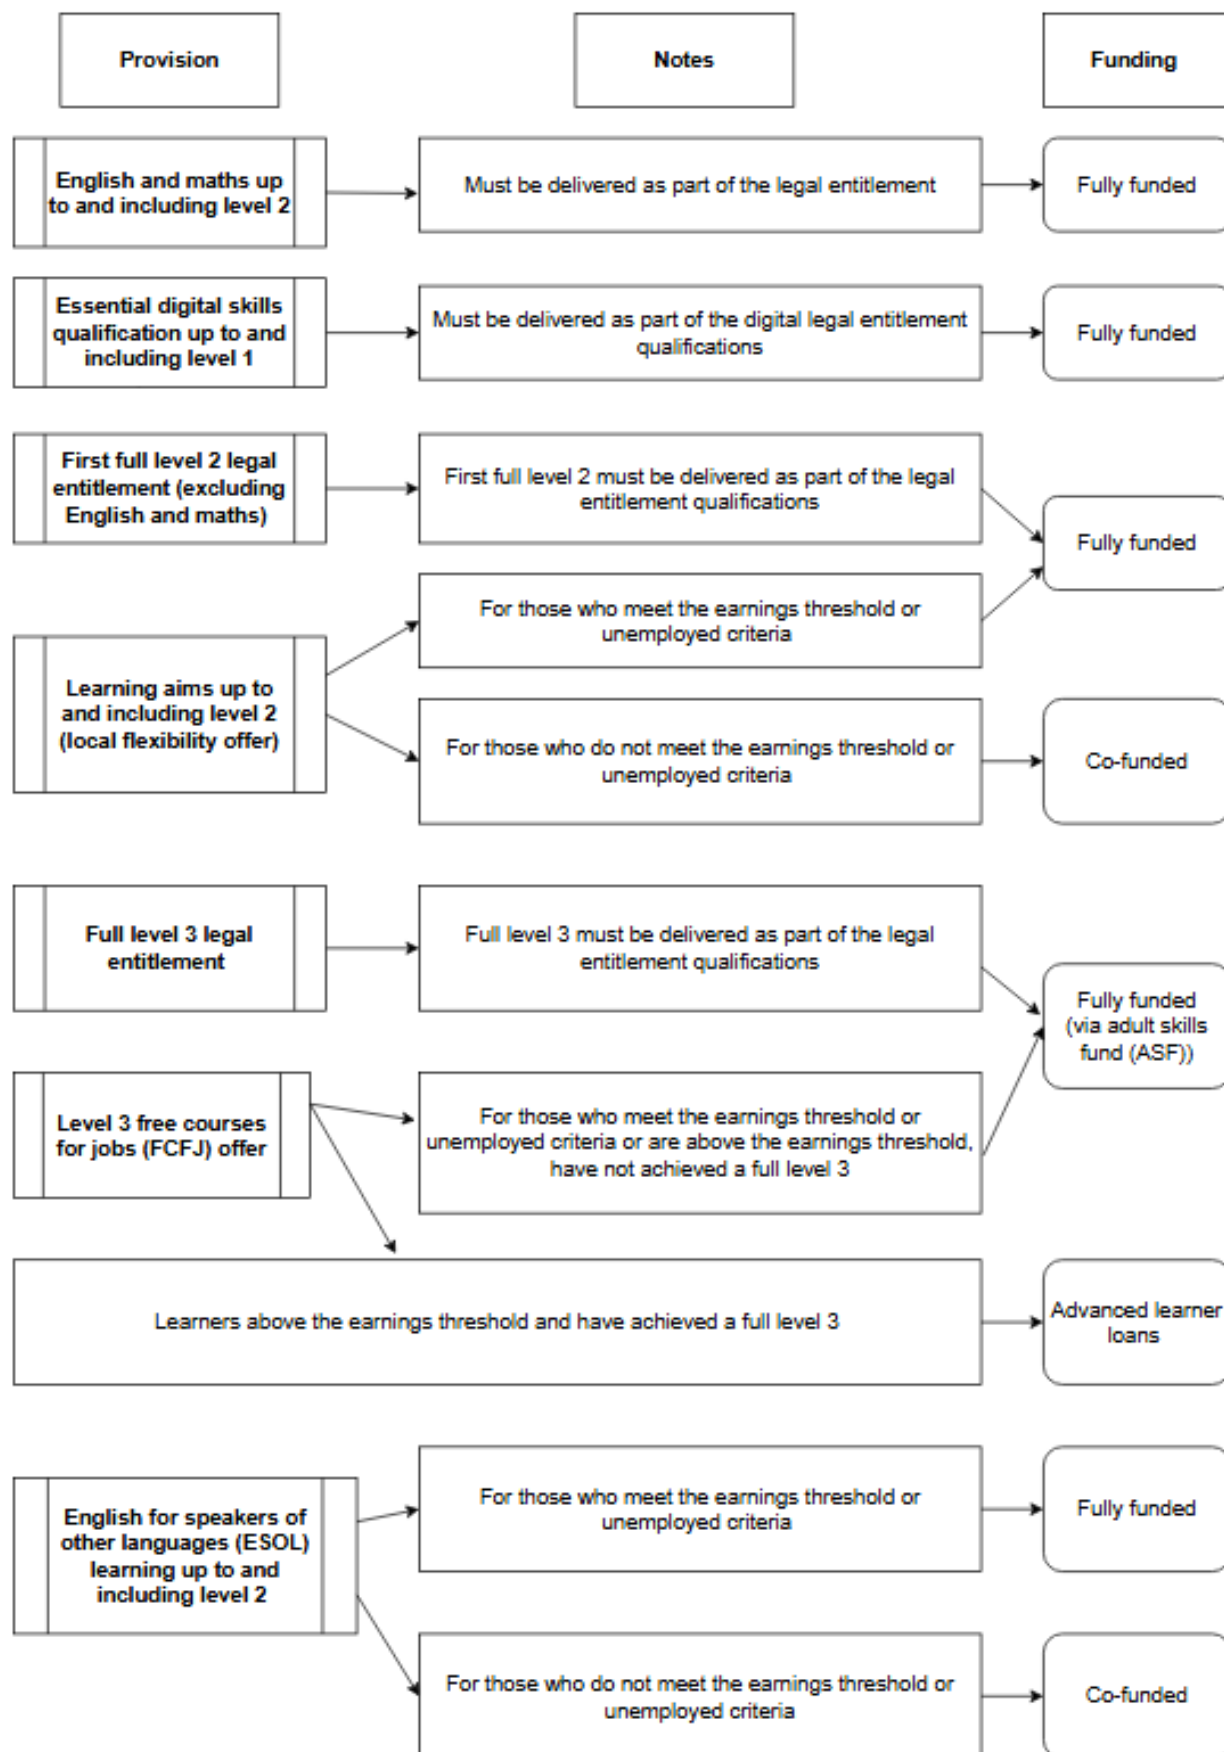 Provision
Notes
Funding
English and maths up
to and including level 2
Must be delivered as part of the legal entitlement
Fully funded
Essential digital skills
qualification up to and
including level 1
Must be delivered as part of the digital legal entitlement
qualifications
Fully funded
First full level 2 legal
entitlement (excluding
English and maths)
First full level 2 must be delivered as part of the legal
entitlement qualifications
Fully funded
Learning aims up to
and including level 2
(local flexibility offer)
For those who meet the earnings threshold or
unemployed criteria
For those who do not meet the earnings threshold or
unemployed criteria
Co-funded
Full level 3 legal
entitlement
Full level 3 must be delivered as part of the legal
entitlement qualifications
Fully funded
(via adult skills
fund (ASF))
Level 3 free courses
for jobs (FCFJ) offer
For those who meet the earnings threshold or
unemployed criteria or are above the earnings threshold,
have not achieved a full level 3
Learners above the earnings threshold and have achieved a full level 3
Advanced learner
loans
English for speakers of
other languages (ESOL)
learning up to and
including level 2
For those who meet the earnings threshold or
unemployed criteria
Fully funded
For those who do not meet the earnings threshold or
unemployed criteria
Co-funded